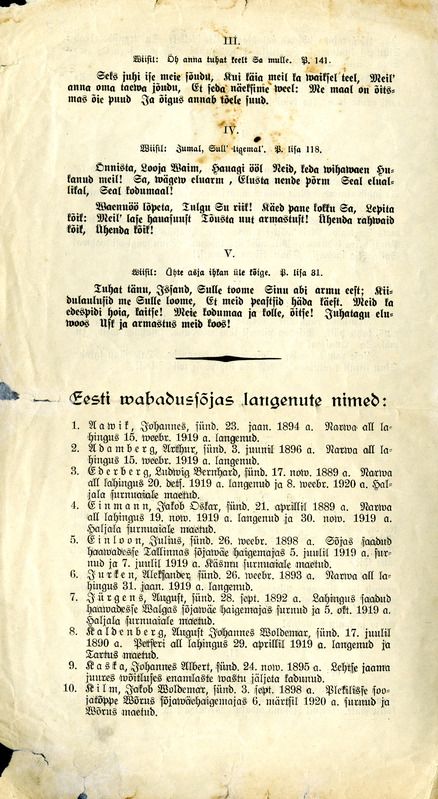 III.
Wiisil: Oh anna tuhat keelt Sa mulle. P. 141.
Seks juhi ise meie jõudu, Kui käia meil ka waiksel teel, Meil'
anna oma taewa jõudu, Et seda näeksime weel: Me maal on õits-
mas õie puud Ja õigus annab tõele suud.
IV.
Wiisil: Jumal, Sull' ligemal'. P. lisa 118.
Õnnista, Looja Waim, Hauagi ööl Neid, keda wihawaen Hu-
kanud meil! Sa, wägew eluarm, Elusta nende põrm Seal elual-
likal, Seal kodumaal!
Waenuöö lõpeta, Tulgu Su riik! Käed pane kokku Sa, Lepita
kõik: Meil' lase hauasuust Tõusta uut armastust! Ühenda rahwaid
kõik, Ühenda kõik!
V.
Wiisil: Ühte asja ihkan üle kõige. P. lisa 31.
Tuhat tänu, Issand, Sulle toome Sinu abi armu eest; Kii-
dulaulusid me Sulle loome, Et meid peastsid häda käest. Meid ka
edespidi hoia, kaitse! Meie kodumaa ja kolle, õitse! Juhatagu elu-
woos Usk ja armastus meid koos!
Eesti wabadussõjas langenute nimed:
1. Aawik, Johannes, sünd. 23. jaan. 1894 a. Narwa all la-
hingus 15. weebr. 1919 a. langenud.
2. Adamberg, Arthur, sünd. 3. juunil 1896 a. Narwa all la-
hingus 15. weebr. 1919 a. langenud.
3. Ederberg, Ludwig Bernhard, sünd. 17. now. 1889 a. Narwa
all lahingus 20. dets. 1919 a. langenud ja 8. weebr. 1920 a. Hal-
jala surnuaiale maetud.
4. Einmann, Jakob Oskar, sünd. 21. aprillil 1889 a. Narwa
all lahingus 19. now. 1919 a. langenud ja 30. now. 1919 a.
Haljala surnuaiale maetud.
5. Einloon, Julius, sünd. 26. weebr. 1898 a. Sõjas saadud
haawadesse Tallinnas sõjawäe haigemajas 5. juulil 1919 a. sur-
nud ja 7. juulil 1919 a. Käsmu surnuaiale maetud.
6. Jurken, Aleksander, sünd. 26. weebr. 1893 a. Narwa all la-
hingus 31. jaan. 1919 a. langenud.
7. Jürgens, August, sünd. 28. sept. 1892 a. Lahingus saadud
haawadesse Walgas sõjawäe haigemajas surnud ja 5. okt. 1919 a.
Haljala surnuaiale maetud.
8. Kaldenberg, August Johannes Woldemar, sünd. 17. juulil
1890 a. Petseri all lahingus 29. aprillil 1919 a. langenud ja
Tartus maetud.
9. Kaska, Johannes Albert, sünd. 24. now. 1895 a. Lehtse jaama
juures wõitluses enamlaste wastu jäljeta kadunud.
10. Kilm, Jakob Woldemar, sünd. 3. sept. 1898 a. Plekilisse soo-
jatõppe Wõrus sõjawäehaigemajas 6. märtsil 1920 a. surnud ja
Wõrus maetud.